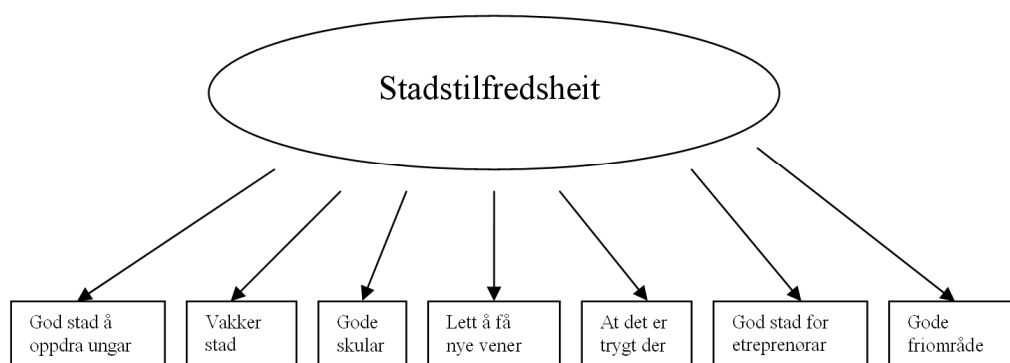 Stadstilfredsheit
God stad å
oppdra ungar
Vakker
stad
Gode
skular
Lett å få
nye vener
At det er
trygt der
God stad for
etreprenørar
Gode
friområde